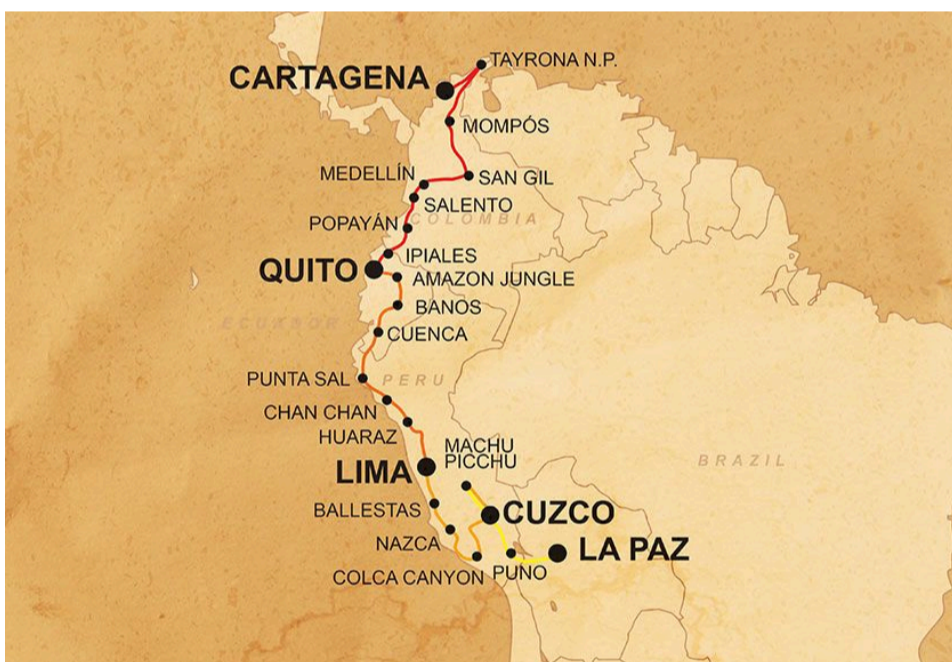 TAYRONA N.P.
CARTAGENA
MOMPÓS
MEDELLÍN
SAN GIL
SALENTO
COLOMBIA
POPAYÁN
IPIALES
QUITO
AMAZON JUNGLE
BANOS
ECUADOR
CUENCA
PUNTA SAL
PERU
CHAN CHAN
HUARAZ
MACHU
PICCHU
LIMA
BRAZIL
BALLESTAS
CUZCO
NAZCA
LA PAZ
COLCA CANYON
PUNO